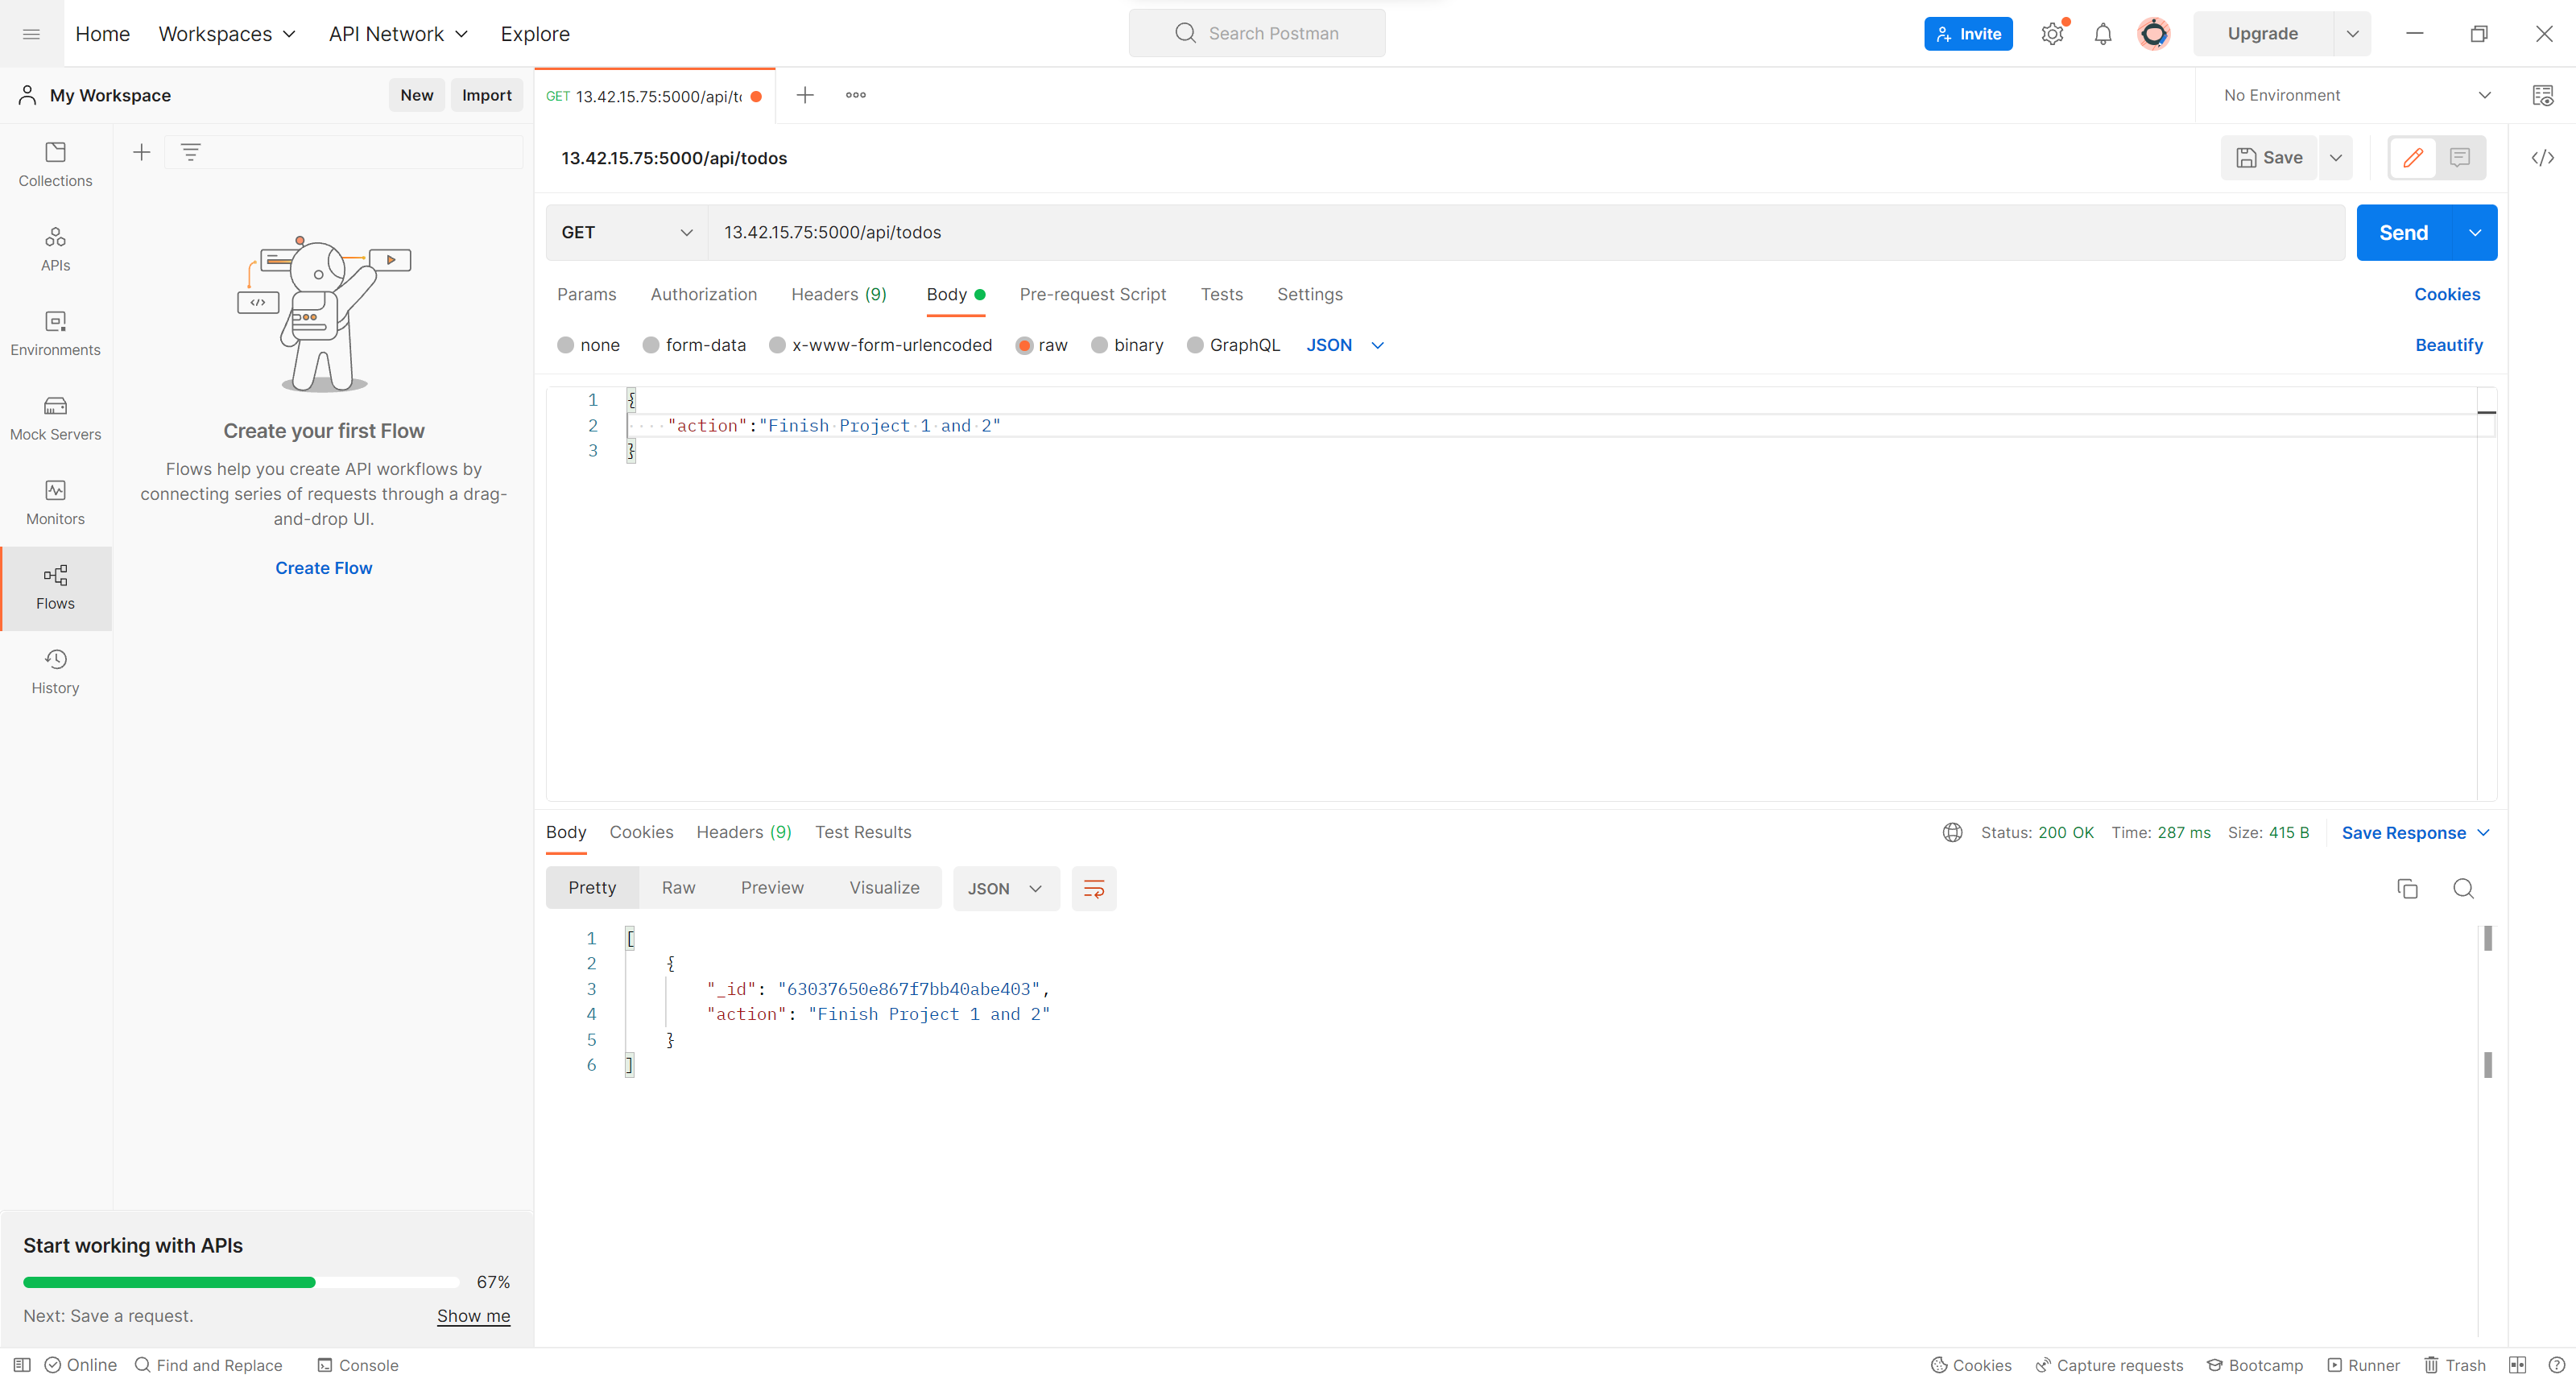 Home Workspaces API Network Explore Search Postman Invite Upgrade
My Workspace New Import GET 13.42.15.75:5000/api/to No Environment
Collections
APIs
Environments
Mock Servers
Monitors
Flows
History
</>
Create your first Flow
Flows help you create API workflows by
connecting series of requests through a drag-
and-drop UI.
Create Flow
Start working with APIs
67%
Next: Save a request. Show me
13.42.15.75:5000/api/todos Save </>
GET 13.42.15.75:5000/api/todos Send
Params Authorization Headers (9) Body Pre-request Script Tests Settings Cookies
none form-data x-www-form-urlencoded raw binary GraphQL JSON Beautify
1 {
2 "action":"Finish Project 1 and 2"
3 }
Body Cookies Headers (9) Test Results Status: 200 OK Time: 287 ms Size: 415 B Save Response
Pretty Raw Preview Visualize JSON
1 [
2 {
3 "_id": "63037650e867f7bb40abe403",
4 "action": "Finish Project 1 and 2"
5 }
6 ]
Online Find and Replace Console Cookies Capture requests Bootcamp Runner Trash